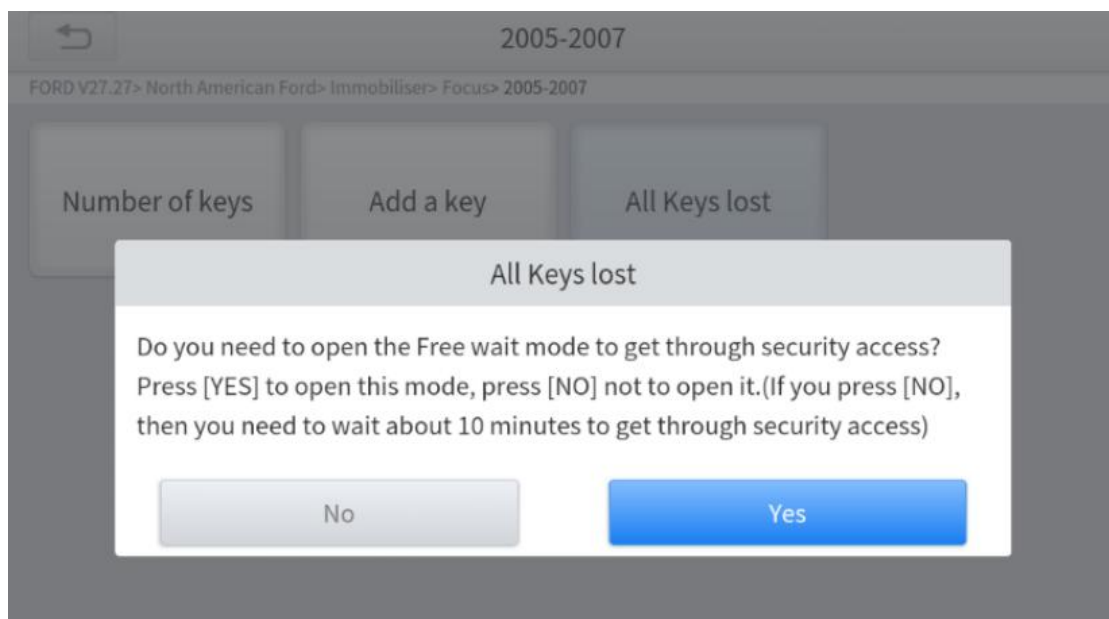 2005-2007
FORD V27.27> North American Ford> Immobiliser> Focus> 2005-2007
Number of keys
Add a key
All Keys lost
All Keys lost
Do you need to open the Free wait mode to get through security access?
Press [YES] to open this mode, press [NO] not to open it.(If you press [NO],
then you need to wait about 10 minutes to get through security access)
No
Yes